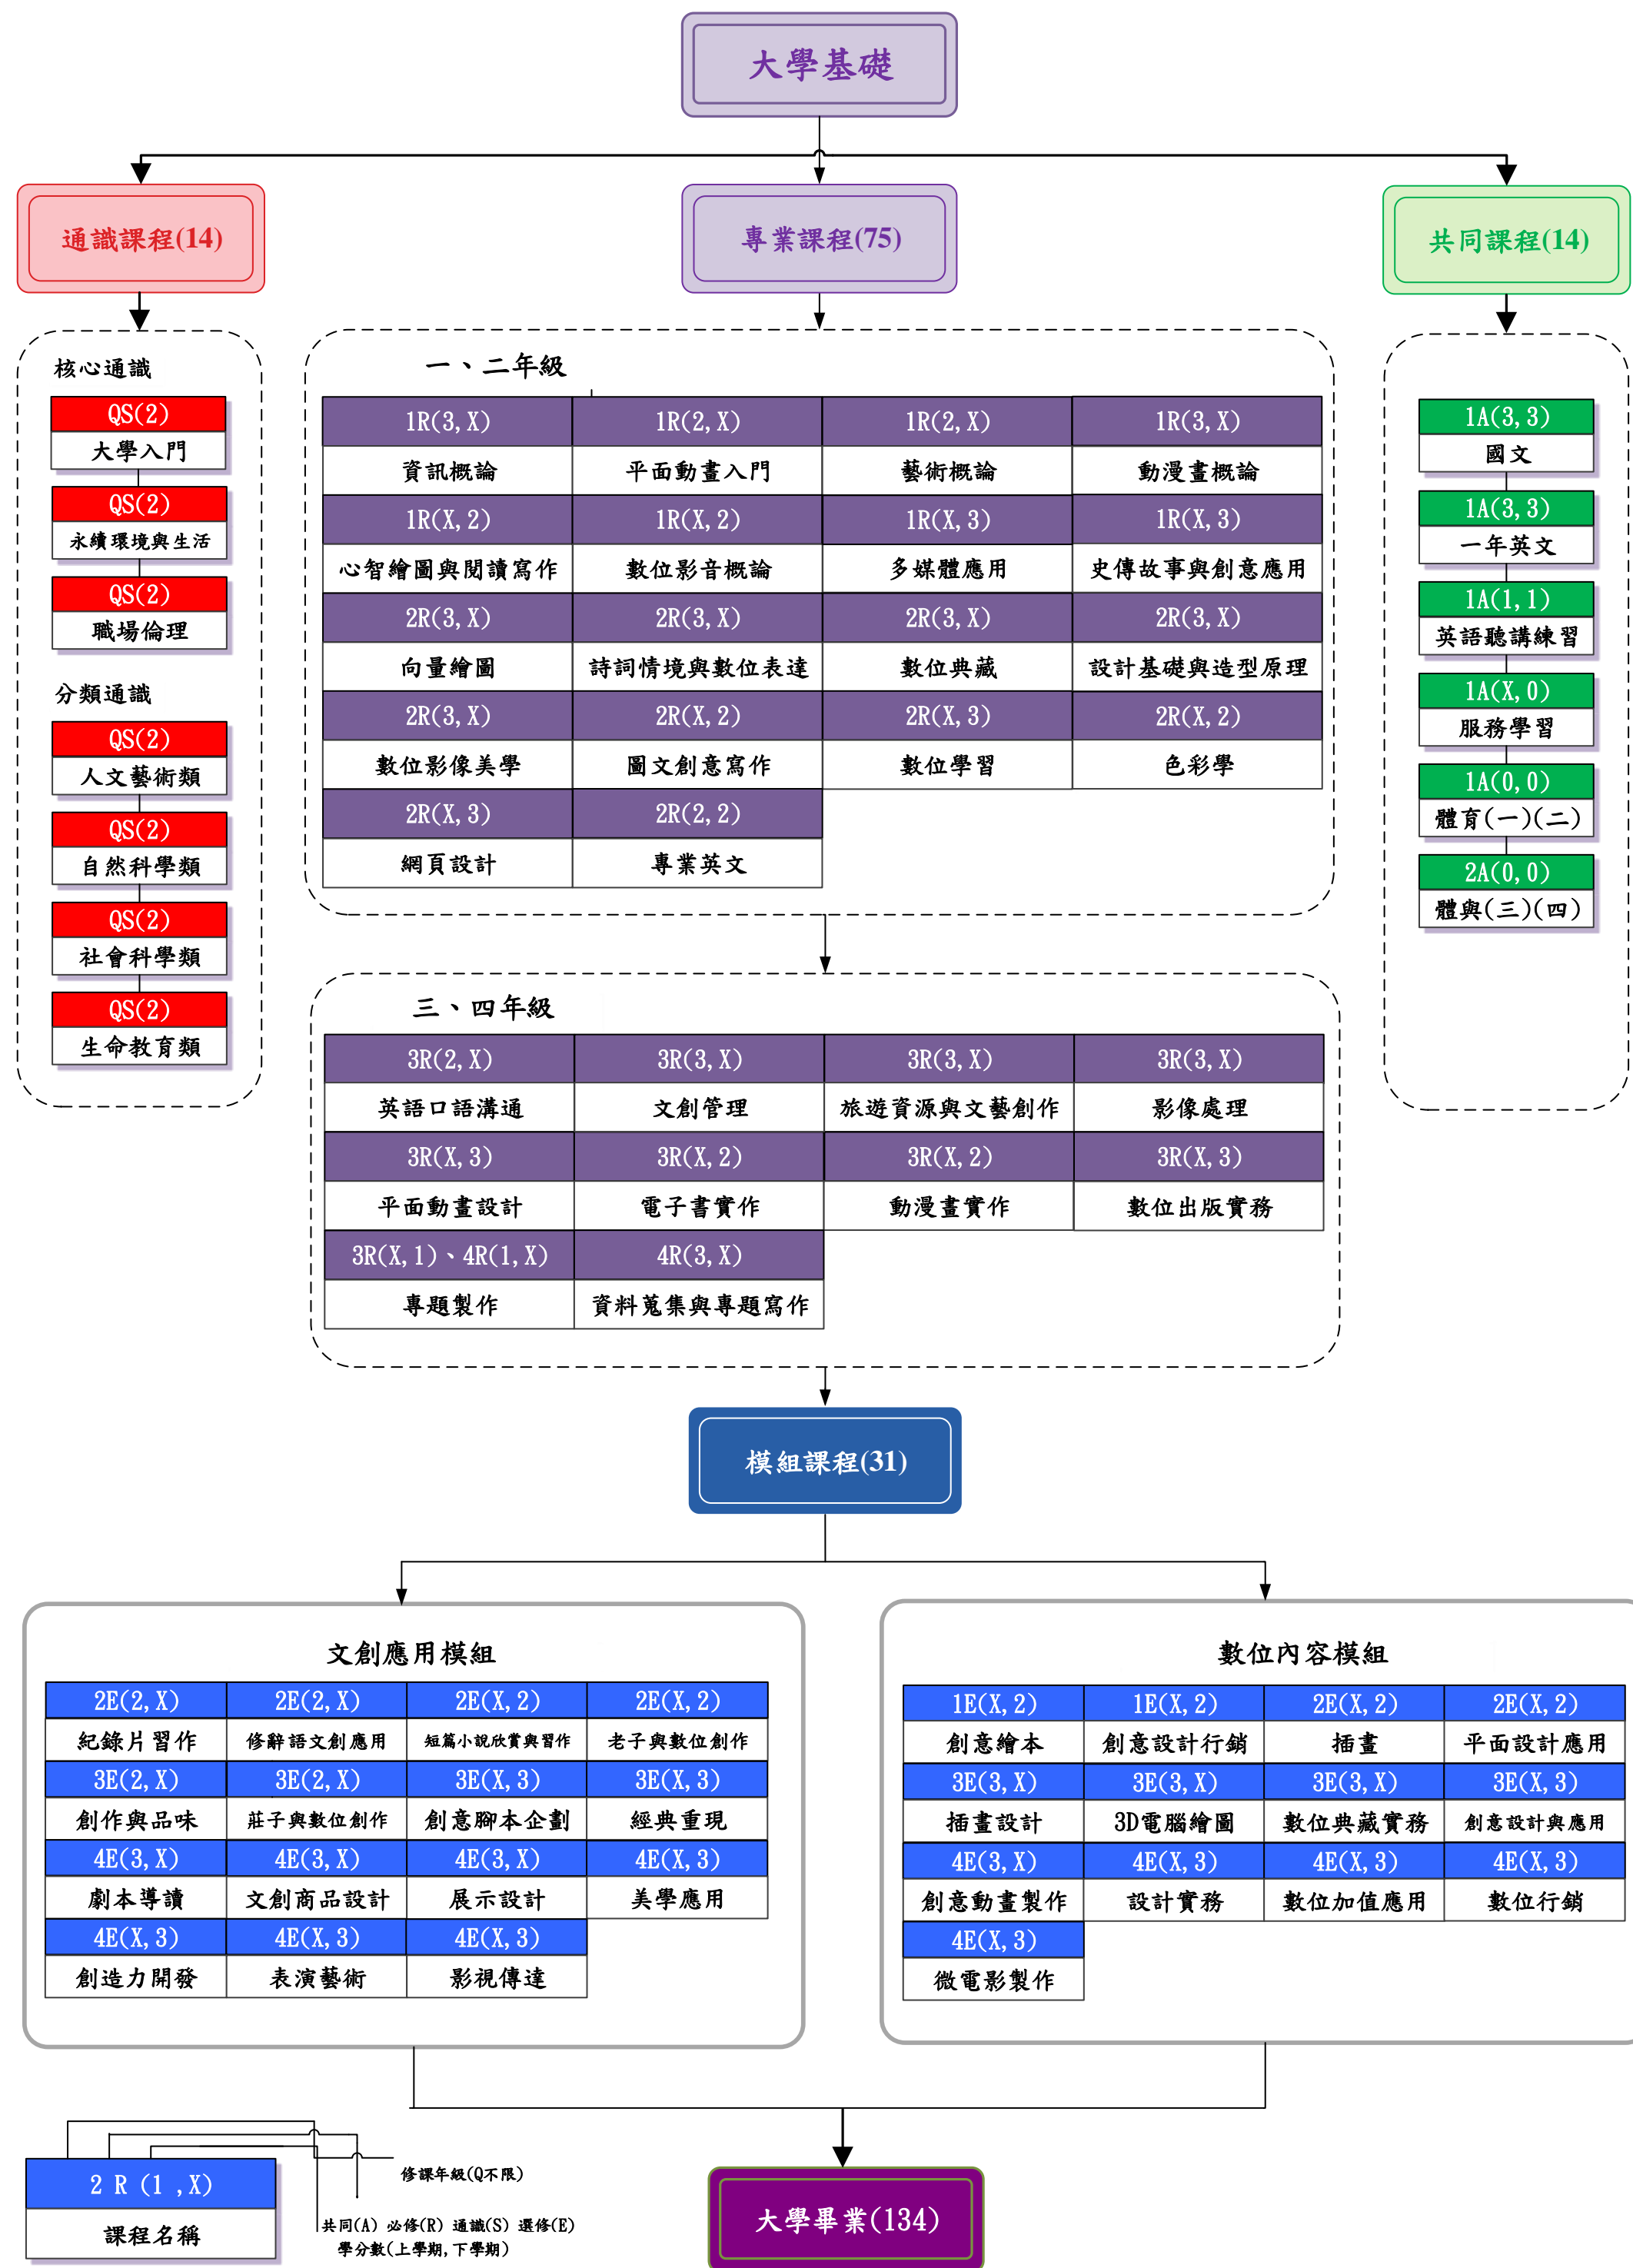 大學基礎
通識課程(14)
專業課程(75)
共同課程(14)
核心通識
QS(2)
大學入門
QS(2)
永續環境與生活
QS(2)
職場倫理
分類通識
QS(2)
人文藝術類
QS(2)
自然科學類
QS(2)
社會科學類
QS(2)
生命教育類
一、二年級
1R(3,X) 1R(2,X) 1R(2,X) 1R(3,X)
資訊概論 平面動畫入門 藝術概論 動漫畫概論
1R(X,2) 1R(X,2) 1R(X,3) 1R(X,3)
心智繪圖與閱讀寫作 數位影音概論 多媒體應用 史傳故事與創意應用
2R(3,X) 2R(3,X) 2R(3,X) 2R(3,X)
向量繪圖 詩詞情境與數位表達 數位典藏 設計基礎與造型原理
2R(3,X) 2R(X,2) 2R(X,3) 2R(X,2)
數位影像美學 圖文創意寫作 數位學習 色彩學
2R(X,3) 2R(2,2)
網頁設計 專業英文
1A(3,3)
國文
1A(3,3)
一年英文
1A(1,1)
英語聽講練習
1A(X,0)
服務學習
1A(0,0)
體育(一)(二)
2A(0,0)
體與(三)(四)
三、四年級
3R(2,X) 3R(3,X) 3R(3,X) 3R(3,X)
英語口語溝通 文創管理 旅遊資源與文藝創作 影像處理
3R(X,3) 3R(X,2) 3R(X,2) 3R(X,3)
平面動畫設計 電子書實作 動漫畫實作 數位出版實務
3R(X,1)、4R(1,X) 4R(3,X)
專題製作 資料蒐集與專題寫作
模組課程(31)
文創應用模組
2E(2,X) 2E(2,X) 2E(X,2) 2E(X,2)
紀錄片習作 修辭語文創應用 短篇小說欣賞與習作 老子與數位創作
3E(2,X) 3E(2,X) 3E(X,3) 3E(X,3)
創作與品味 莊子與數位創作 創意腳本企劃 經典重現
4E(3,X) 4E(3,X) 4E(3,X) 4E(X,3)
劇本導讀 文創商品設計 展示設計 美學應用
4E(X,3) 4E(X,3) 4E(X,3)
創造力開發 表演藝術 影視傳達
數位內容模組
1E(X,2) 1E(X,2) 2E(X,2) 2E(X,2)
創意繪本 創意設計行銷 插畫 平面設計應用
3E(3,X) 3E(3,X) 3E(3,X) 3E(X,3)
插畫設計 3D電腦繪圖 數位典藏實務 創意設計與應用
4E(3,X) 4E(X,3) 4E(X,3) 4E(X,3)
創意動畫製作 設計實務 數位加值應用 數位行銷
4E(X,3)
微電影製作
2 R (1 ,X)
課程名稱
修課年級(Q不限)
共同(A) 必修(R) 通識(S) 選修(E)
學分數(上學期,下學期)
大學畢業(134)